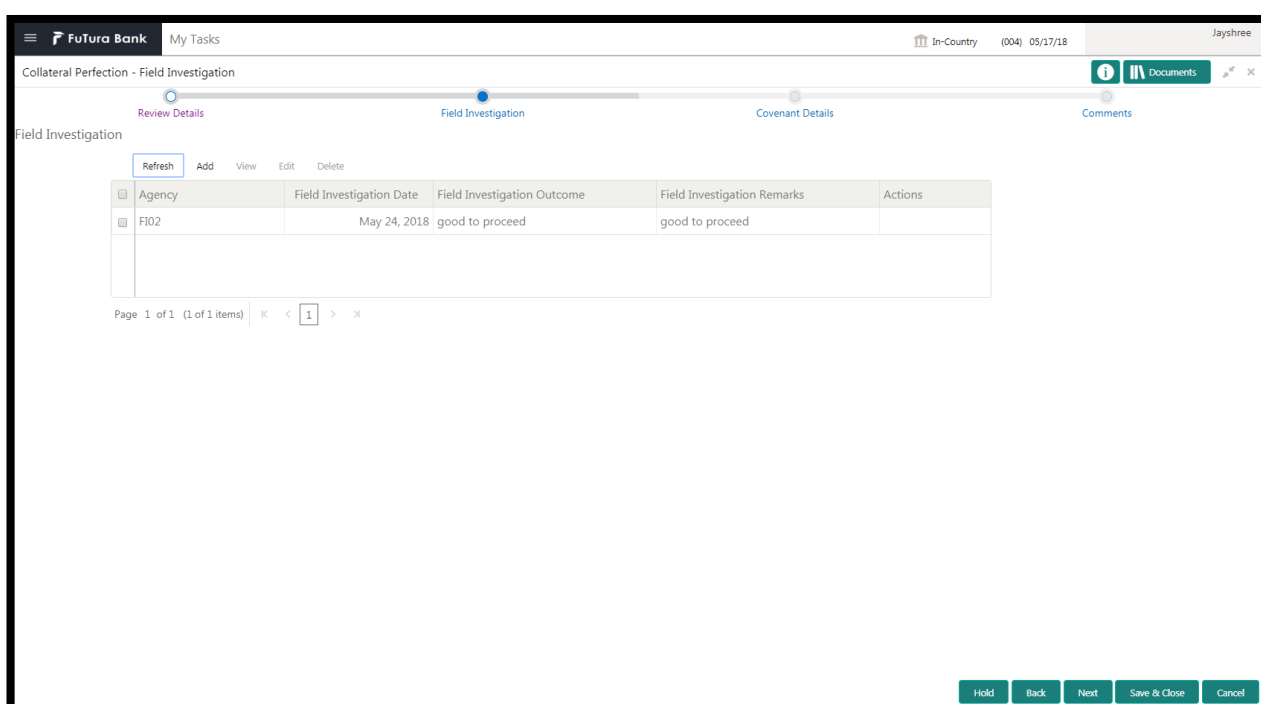 FuTura Bank My Tasks In-Country (004) 05/17/18 Jayshree
Collateral Perfection - Field Investigation i Documents
Review Details Field Investigation Covenant Details Comments
Field Investigation
Refresh Add View Edit Delete
Agency Field Investigation Date Field Investigation Outcome Field Investigation Remarks Actions
FI02 May 24, 2018 good to proceed good to proceed
Page 1 of 1 (1 of 1 items) K < 1 > Ж
Hold Back Next Save & Close Cancel